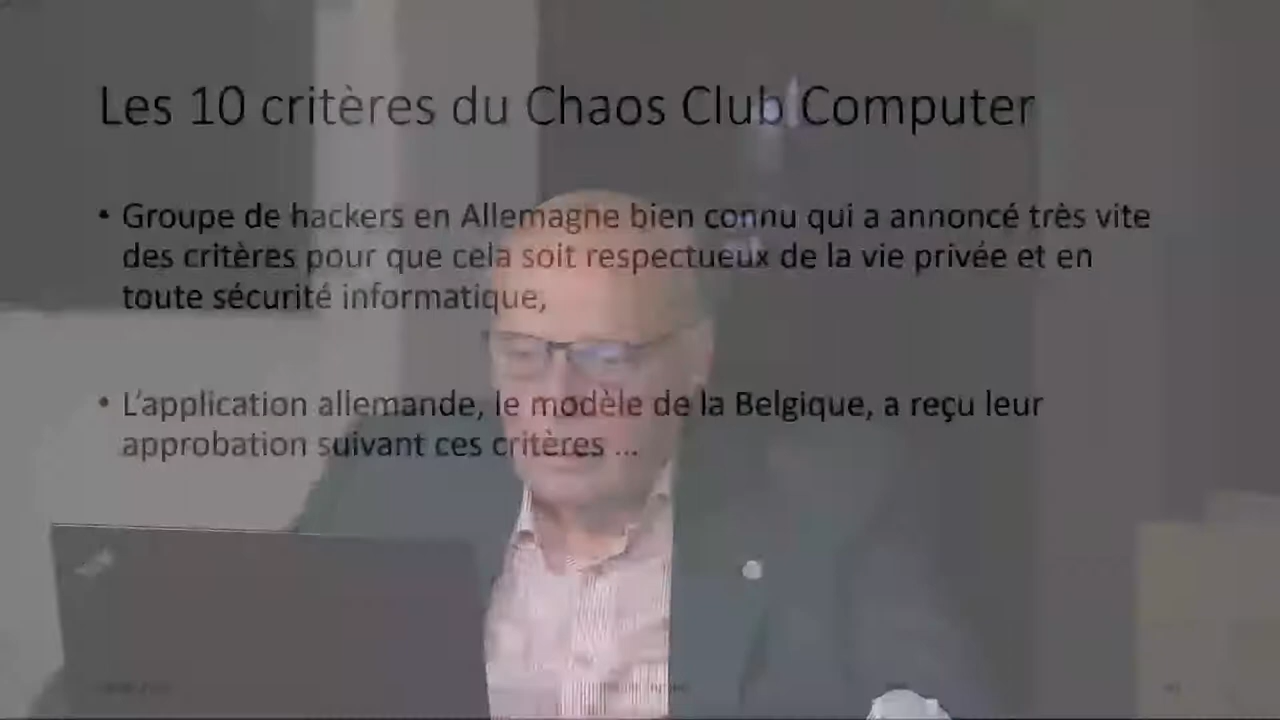 Les 10 critères du Chaos Club Computer
• Groupe de hackers en Allemagne bien connu qui a annoncé très vite
des critères pour que cela soit respectueux de la vie privée et en
toute sécurité informatique,
• L'application allemande, le modèle de la Belgique, a reçu leur
approbation suivant ces critères ...